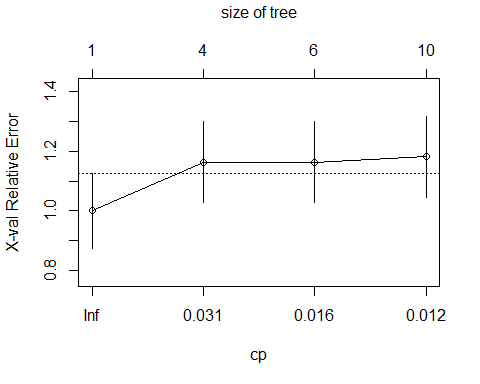 size of tree
1 4 6 10
X-val Relative Error
1.4
1.2
1.0
0.8
Inf 0.031 0.016 0.012
cp